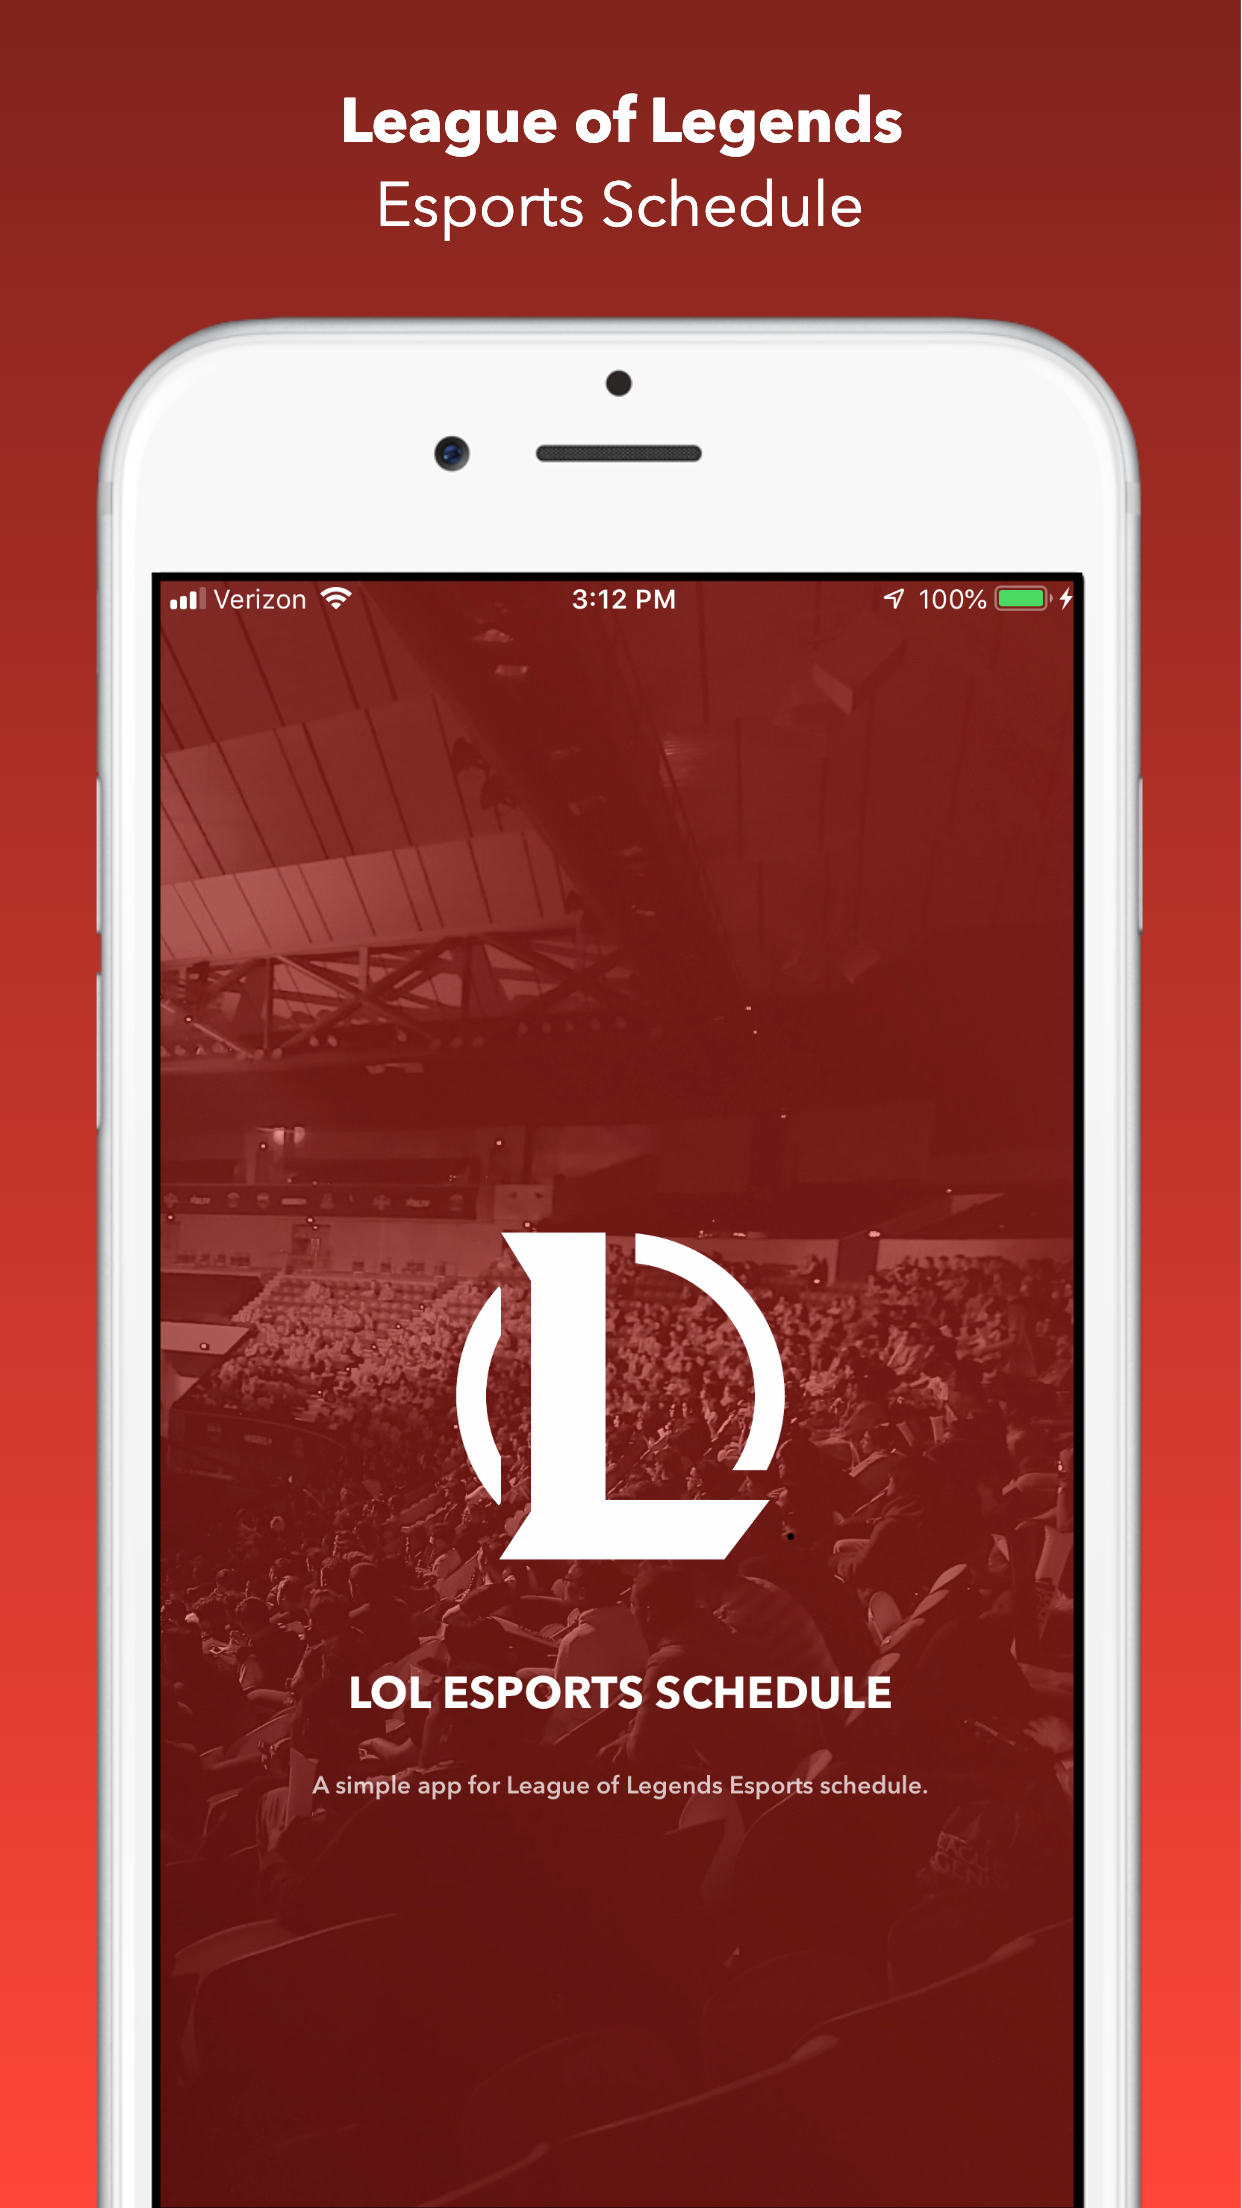 League of Legends
Esports Schedule
Verizon 3:12 PM 100%
L
LOL ESPORTS SCHEDULE
A simple app for League of Legends Esports schedule.